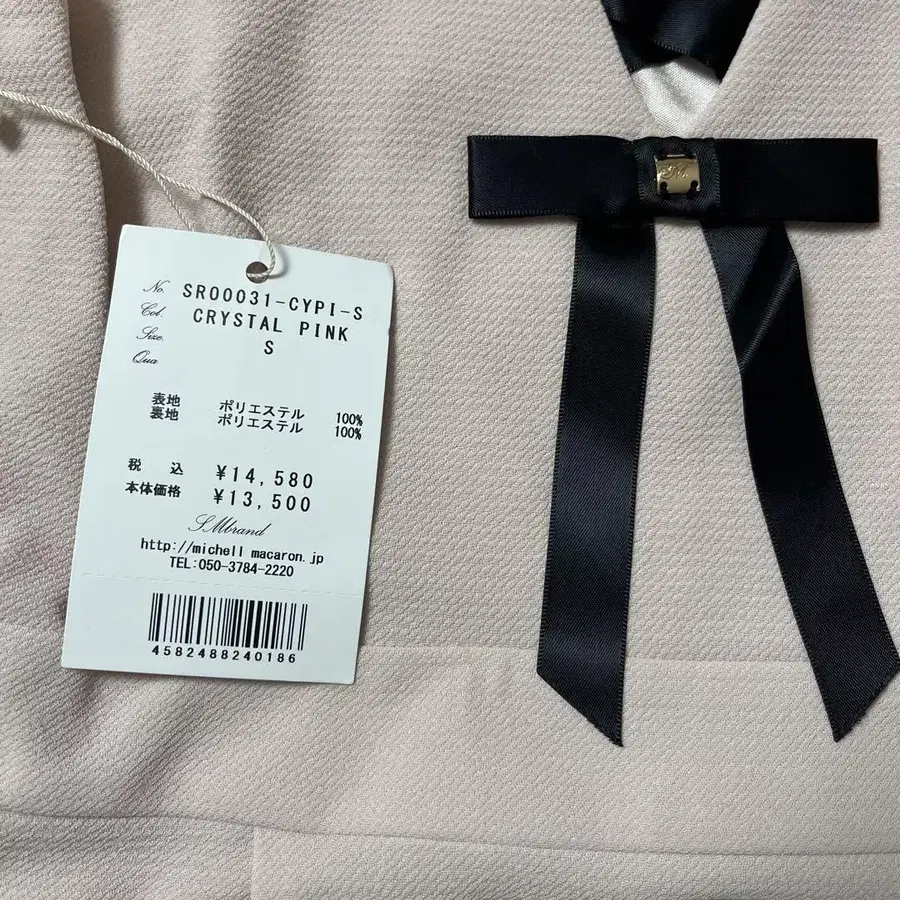 No. SR00031-CYPI-S
Col. CRYSTAL PINK
Size. S
Qua
表地 ポリエステル 100%
裏地 ポリエステル 100%
税 込 ¥14,580
本体価格 ¥13,500
SMbrand
http://michell macaron.jp
TEL:050-3784-2220
4582488240186
M